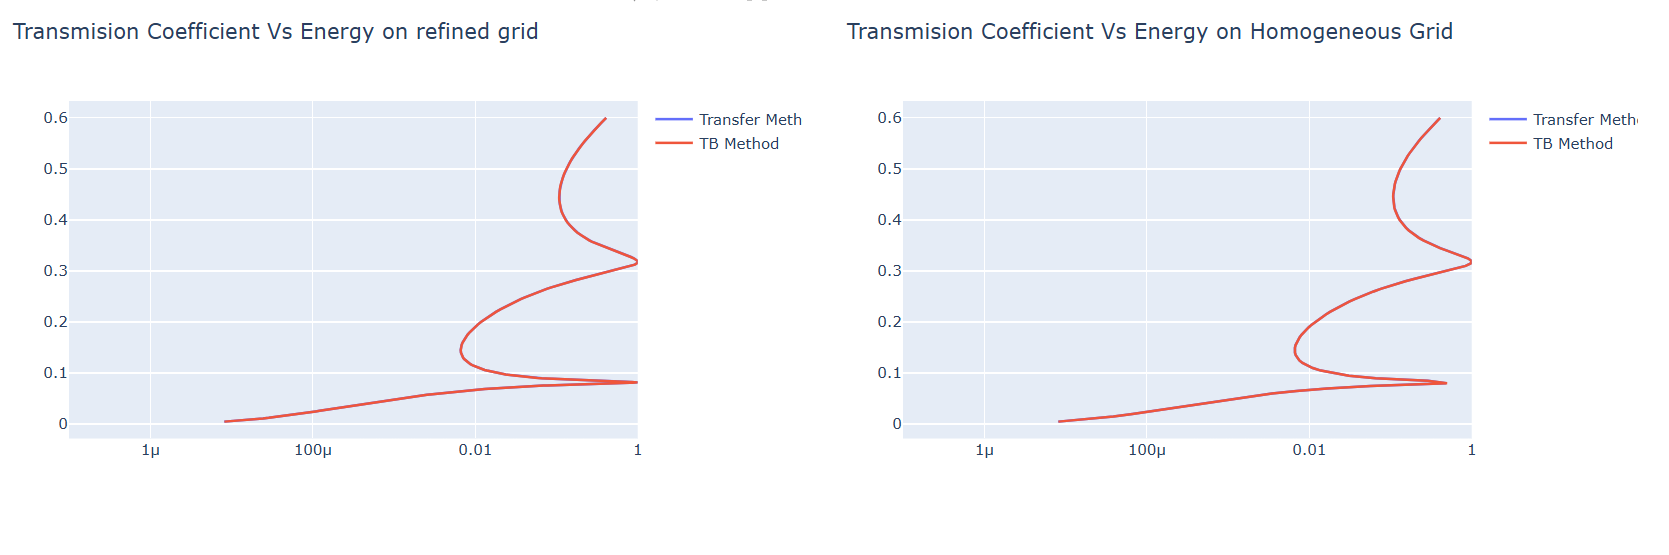 Transmision Coefficient Vs Energy on refined grid
0.6
0.5
0.4
0.3
0.2
0.1
0
1μ
100μ
0.01
1
Transfer Meth
TB Method
Transmision Coefficient Vs Energy on Homogeneous Grid
0.6
0.5
0.4
0.3
0.2
0.1
0
1μ
100μ
0.01
1
Transfer Meth
TB Method